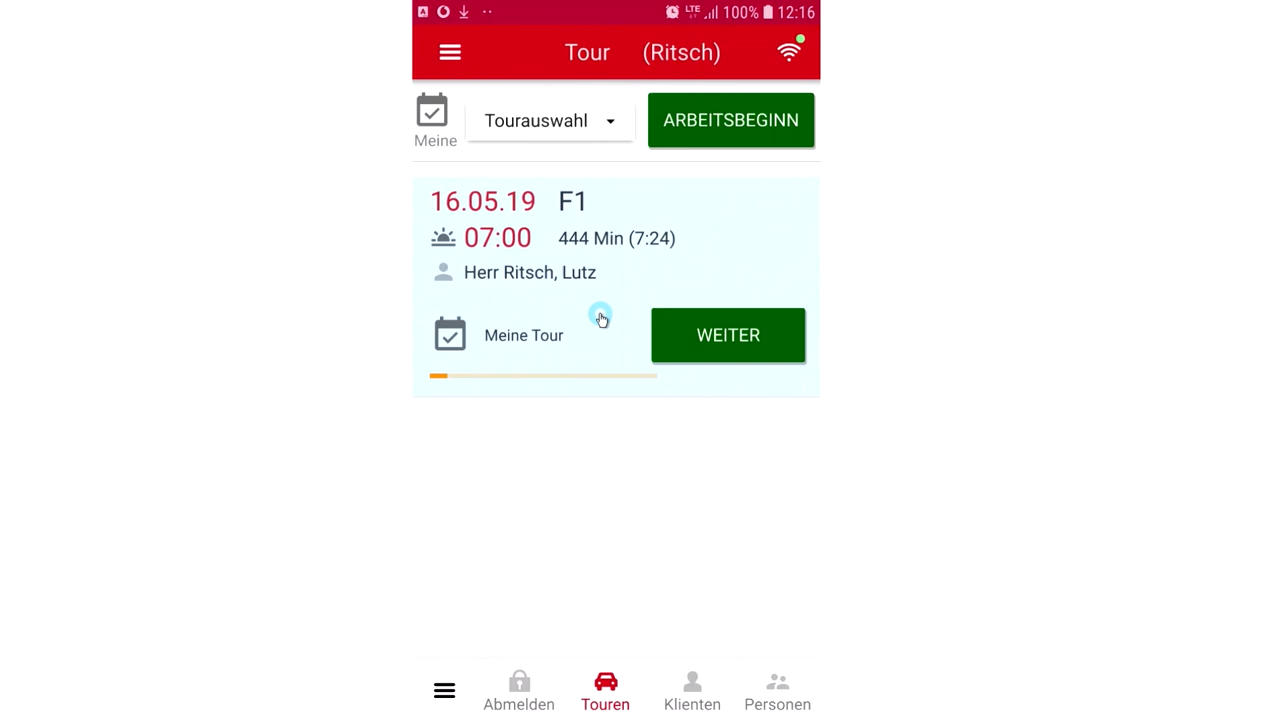 LTE 100% 12:16
Tour (Ritsch)
Meine
Tourauswahl
ARBEITSBEGINN
16.05.19 F1
07:00 444 Min (7:24)
Herr Ritsch, Lutz
Meine Tour
WEITER
Abmelden Touren Klienten Personen